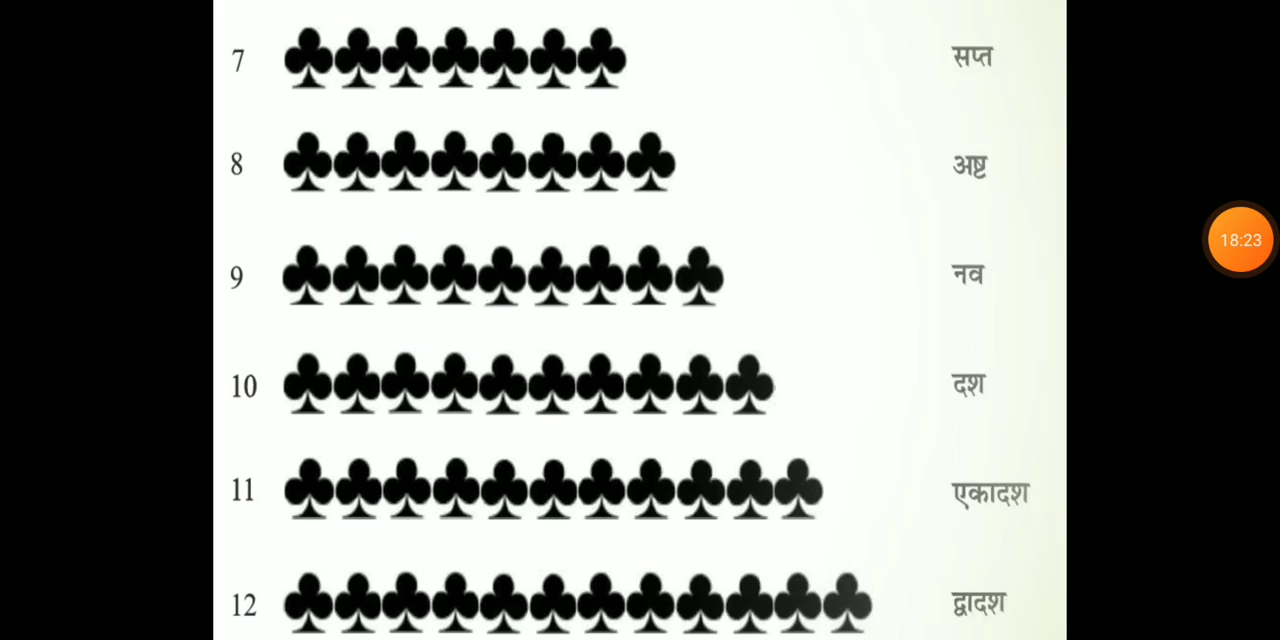 7 सप्त
8 अष्ट
9 नव
10 दश
11 एकादश
12 द्वादश
18:23